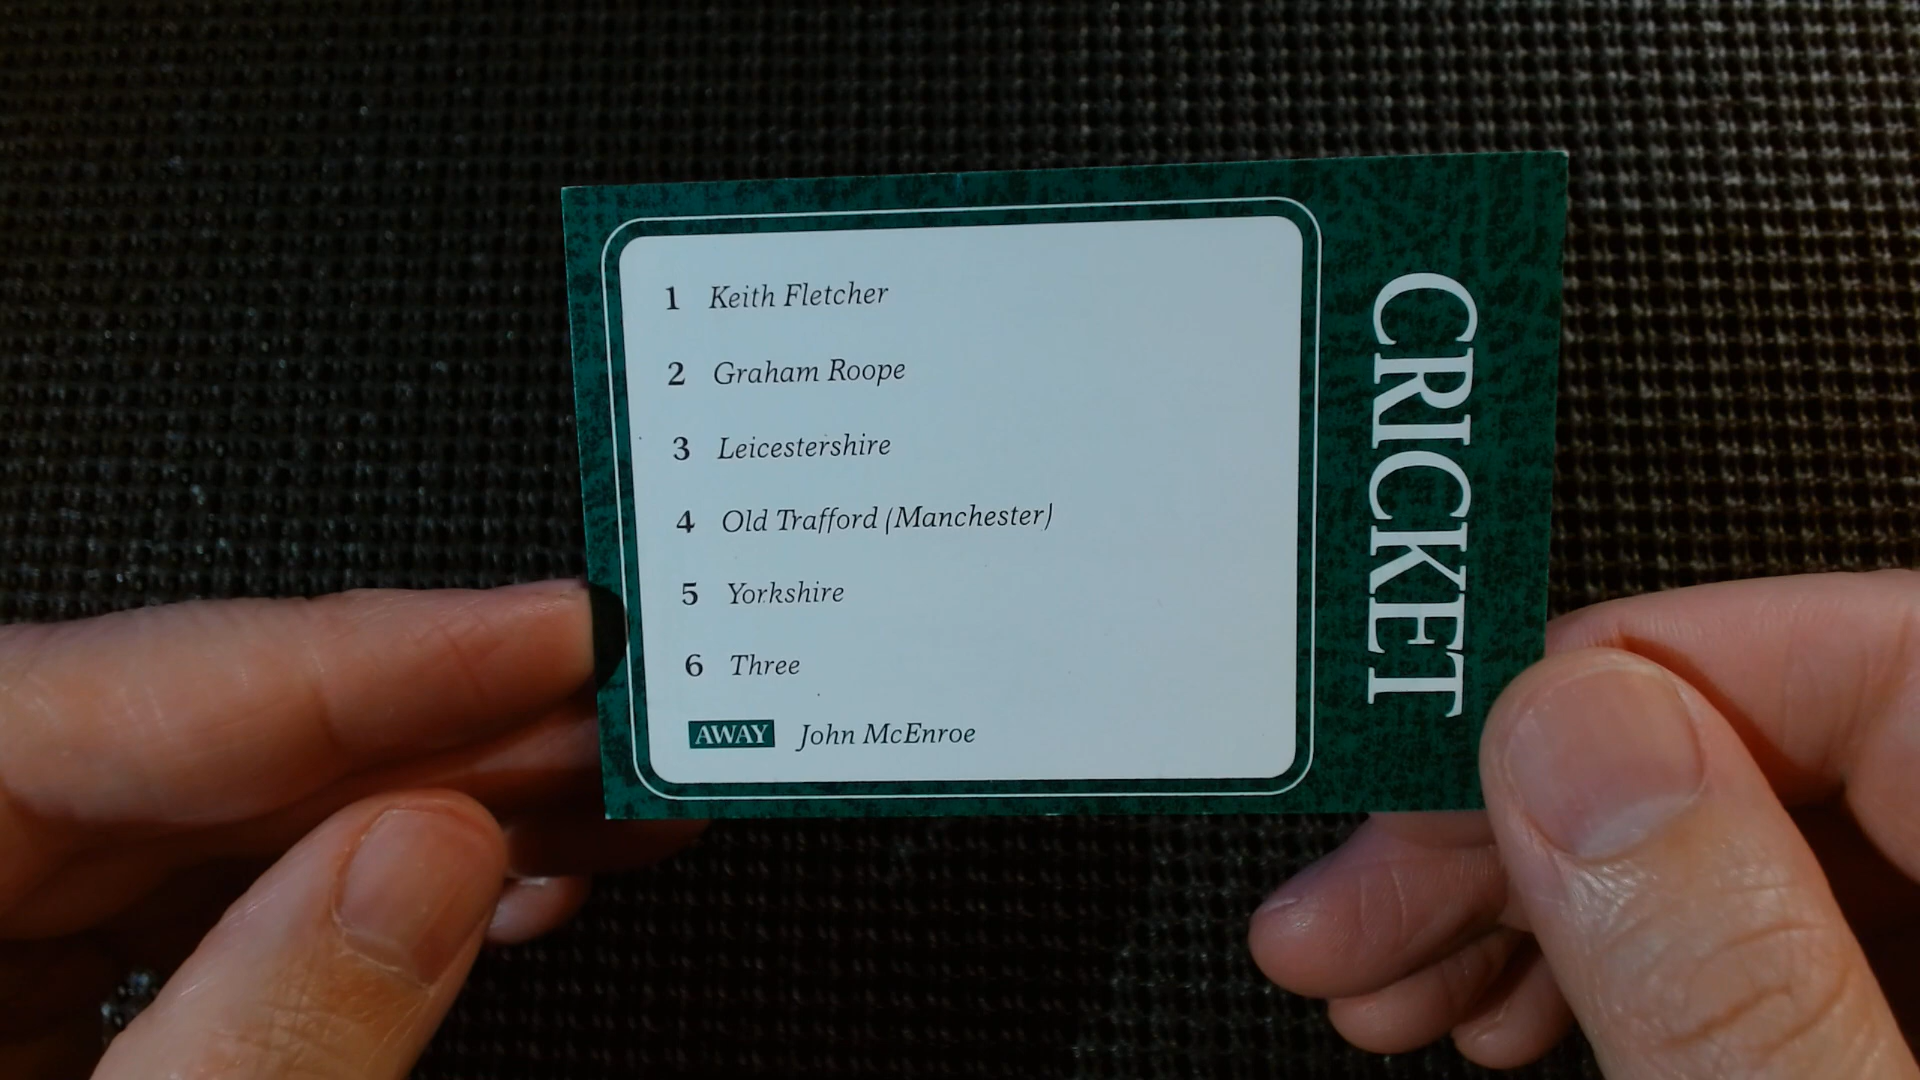 1 Keith Fletcher
2 Graham Roope
3 Leicestershire
4 Old Trafford (Manchester)
5 Yorkshire
6 Three
AWAY John McEnroe
CRICKET